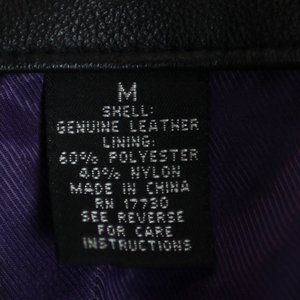 M
SHELL:
GENUINE LEATHER
LINING:
60% POLYESTER
40% NYLON
MADE IN CHINA
RN 17730
SEE REVERSE
FOR CARE
INSTRUCTIONS